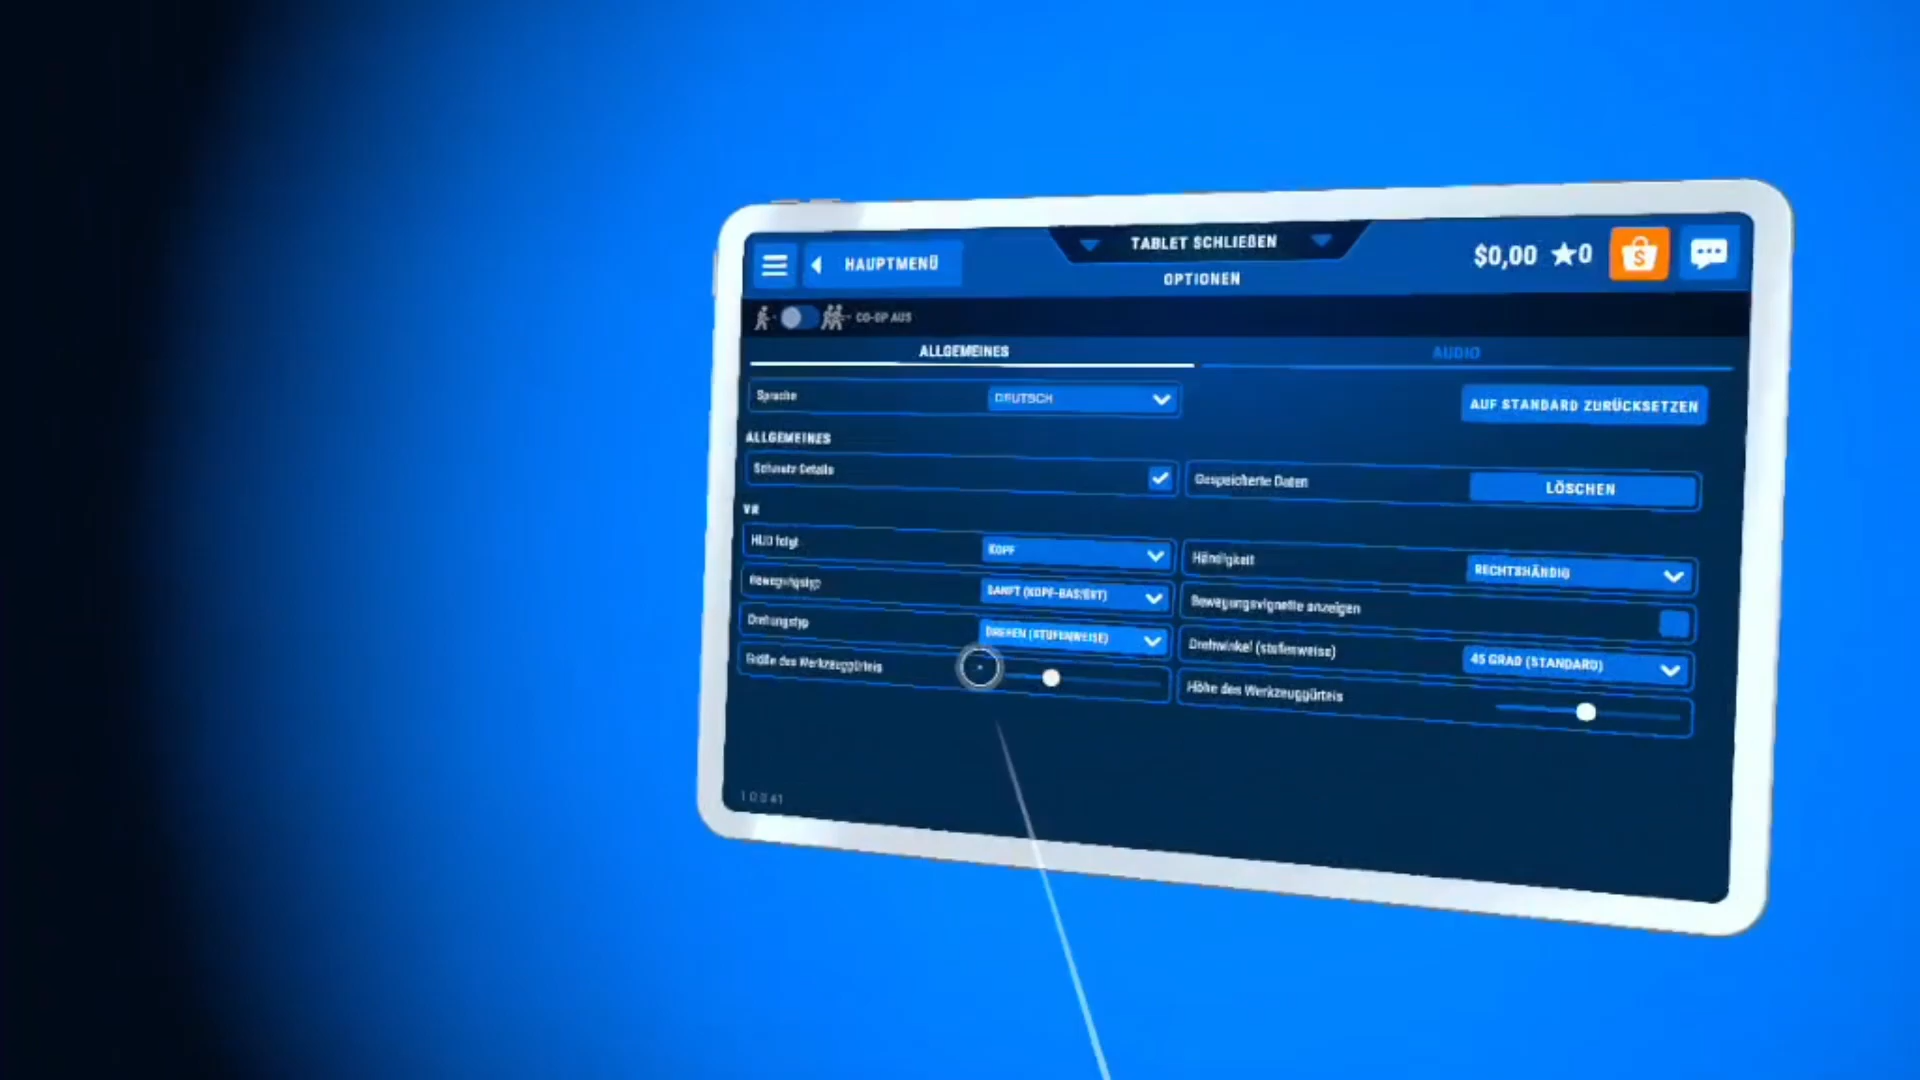 TABLET SCHLIEßEN
HAUPTMENÜ
OPTIONEN
$0,00 ★0
CO-OP AUS
ALLGEMEINES AUDIO
Sprache DEUTSCH AUF STANDARD ZURÜCKSETZEN
ALLGEMEINES
Schmutz-Details Gespeicherte Daten LÖSCHEN
VR
HUD folgt KOPF Händigkeit RECHTSHÄNDIG
Bewegungstyp SANFT (KOPF-BASIERT) Bewegungsvignette anzeigen
Drehungstyp DREHEN (STUFENWEISE) Drehwinkel (stufenweise) 45 GRAD (STANDARD)
Größe des Werkzeuggürtels Höhe des Werkzeuggürtels